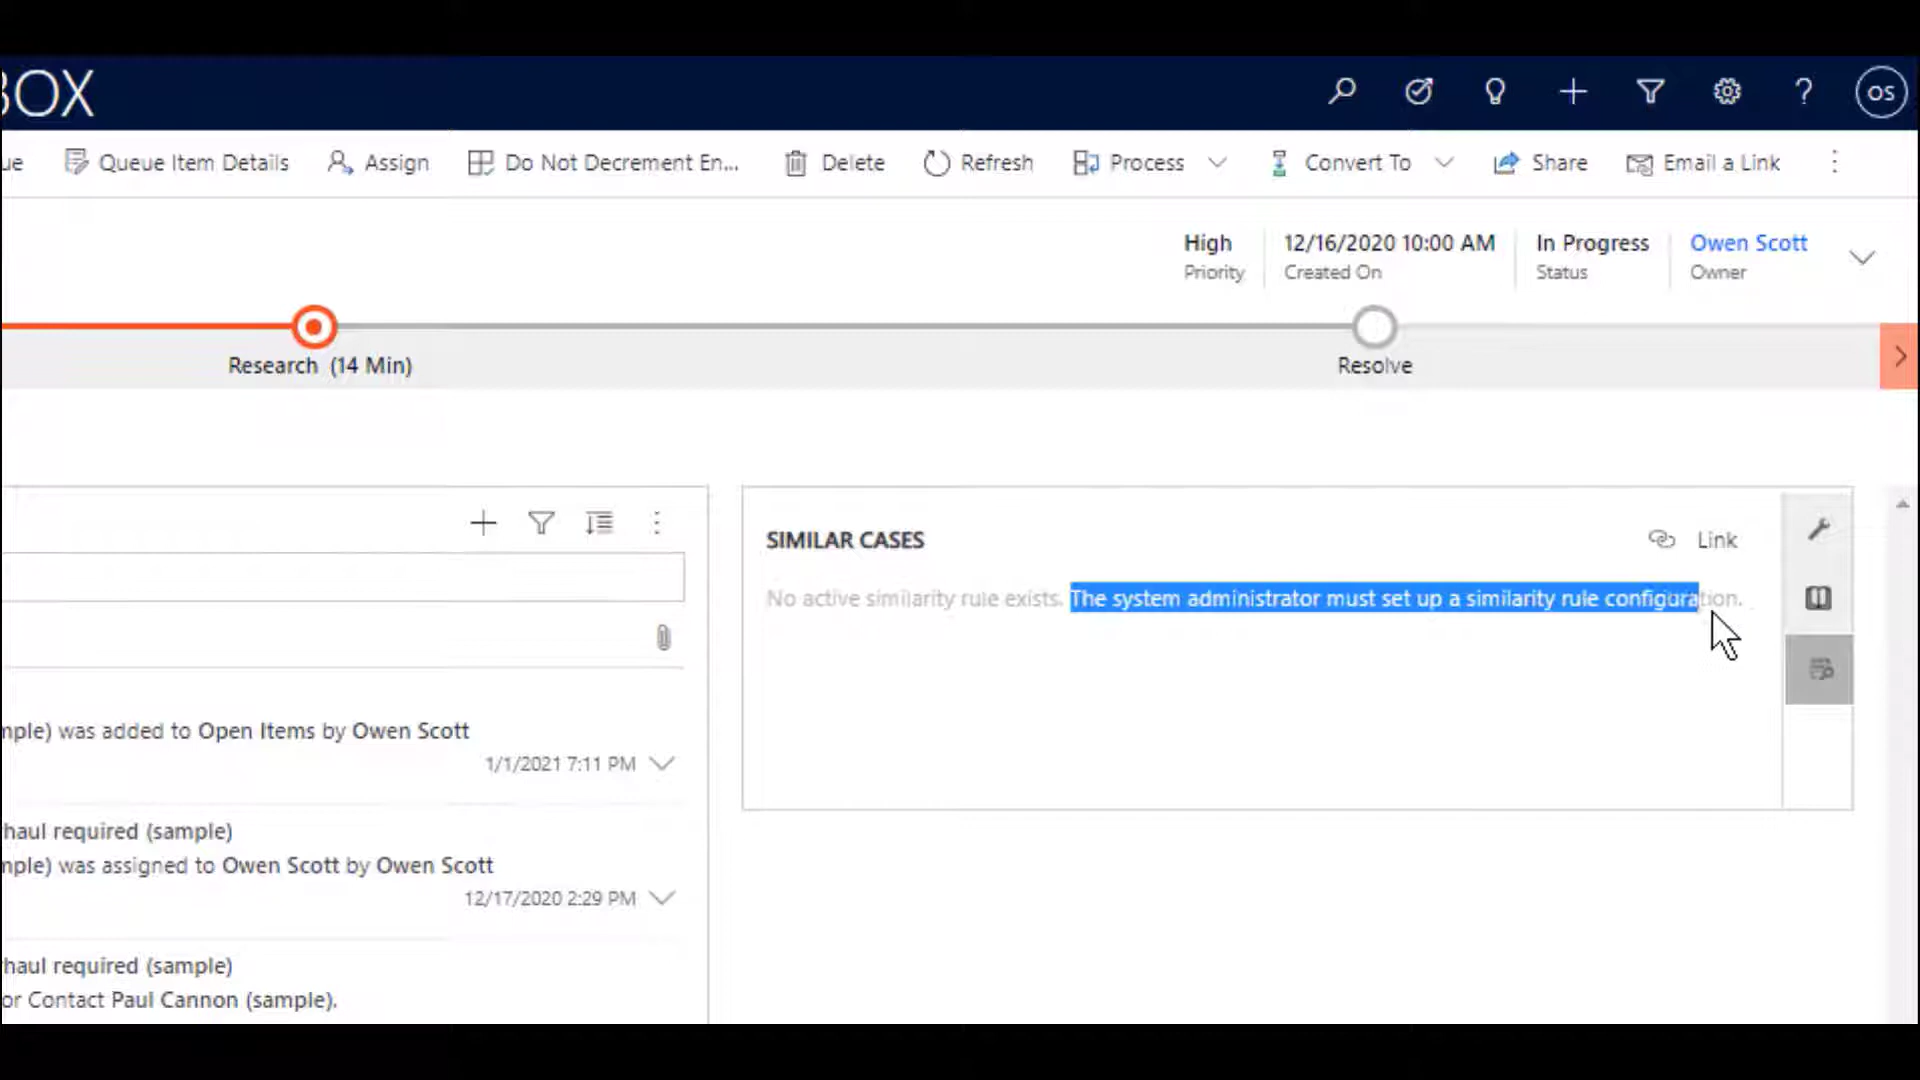 BOX
OS
ue Queue Item Details Assign Do Not Decrement En... Delete Refresh Process Convert To Share Email a Link
High 12/16/2020 10:00 AM In Progress Owen Scott
Priority Created On Status Owner
Research (14 Min) Resolve
SIMILAR CASES Link
No active similarity rule exists. The system administrator must set up a similarity rule configuration.
mple) was added to Open Items by Owen Scott
1/1/2021 7:11 PM
haul required (sample)
mple) was assigned to Owen Scott by Owen Scott
12/17/2020 2:29 PM
haul required (sample)
or Contact Paul Cannon (sample).